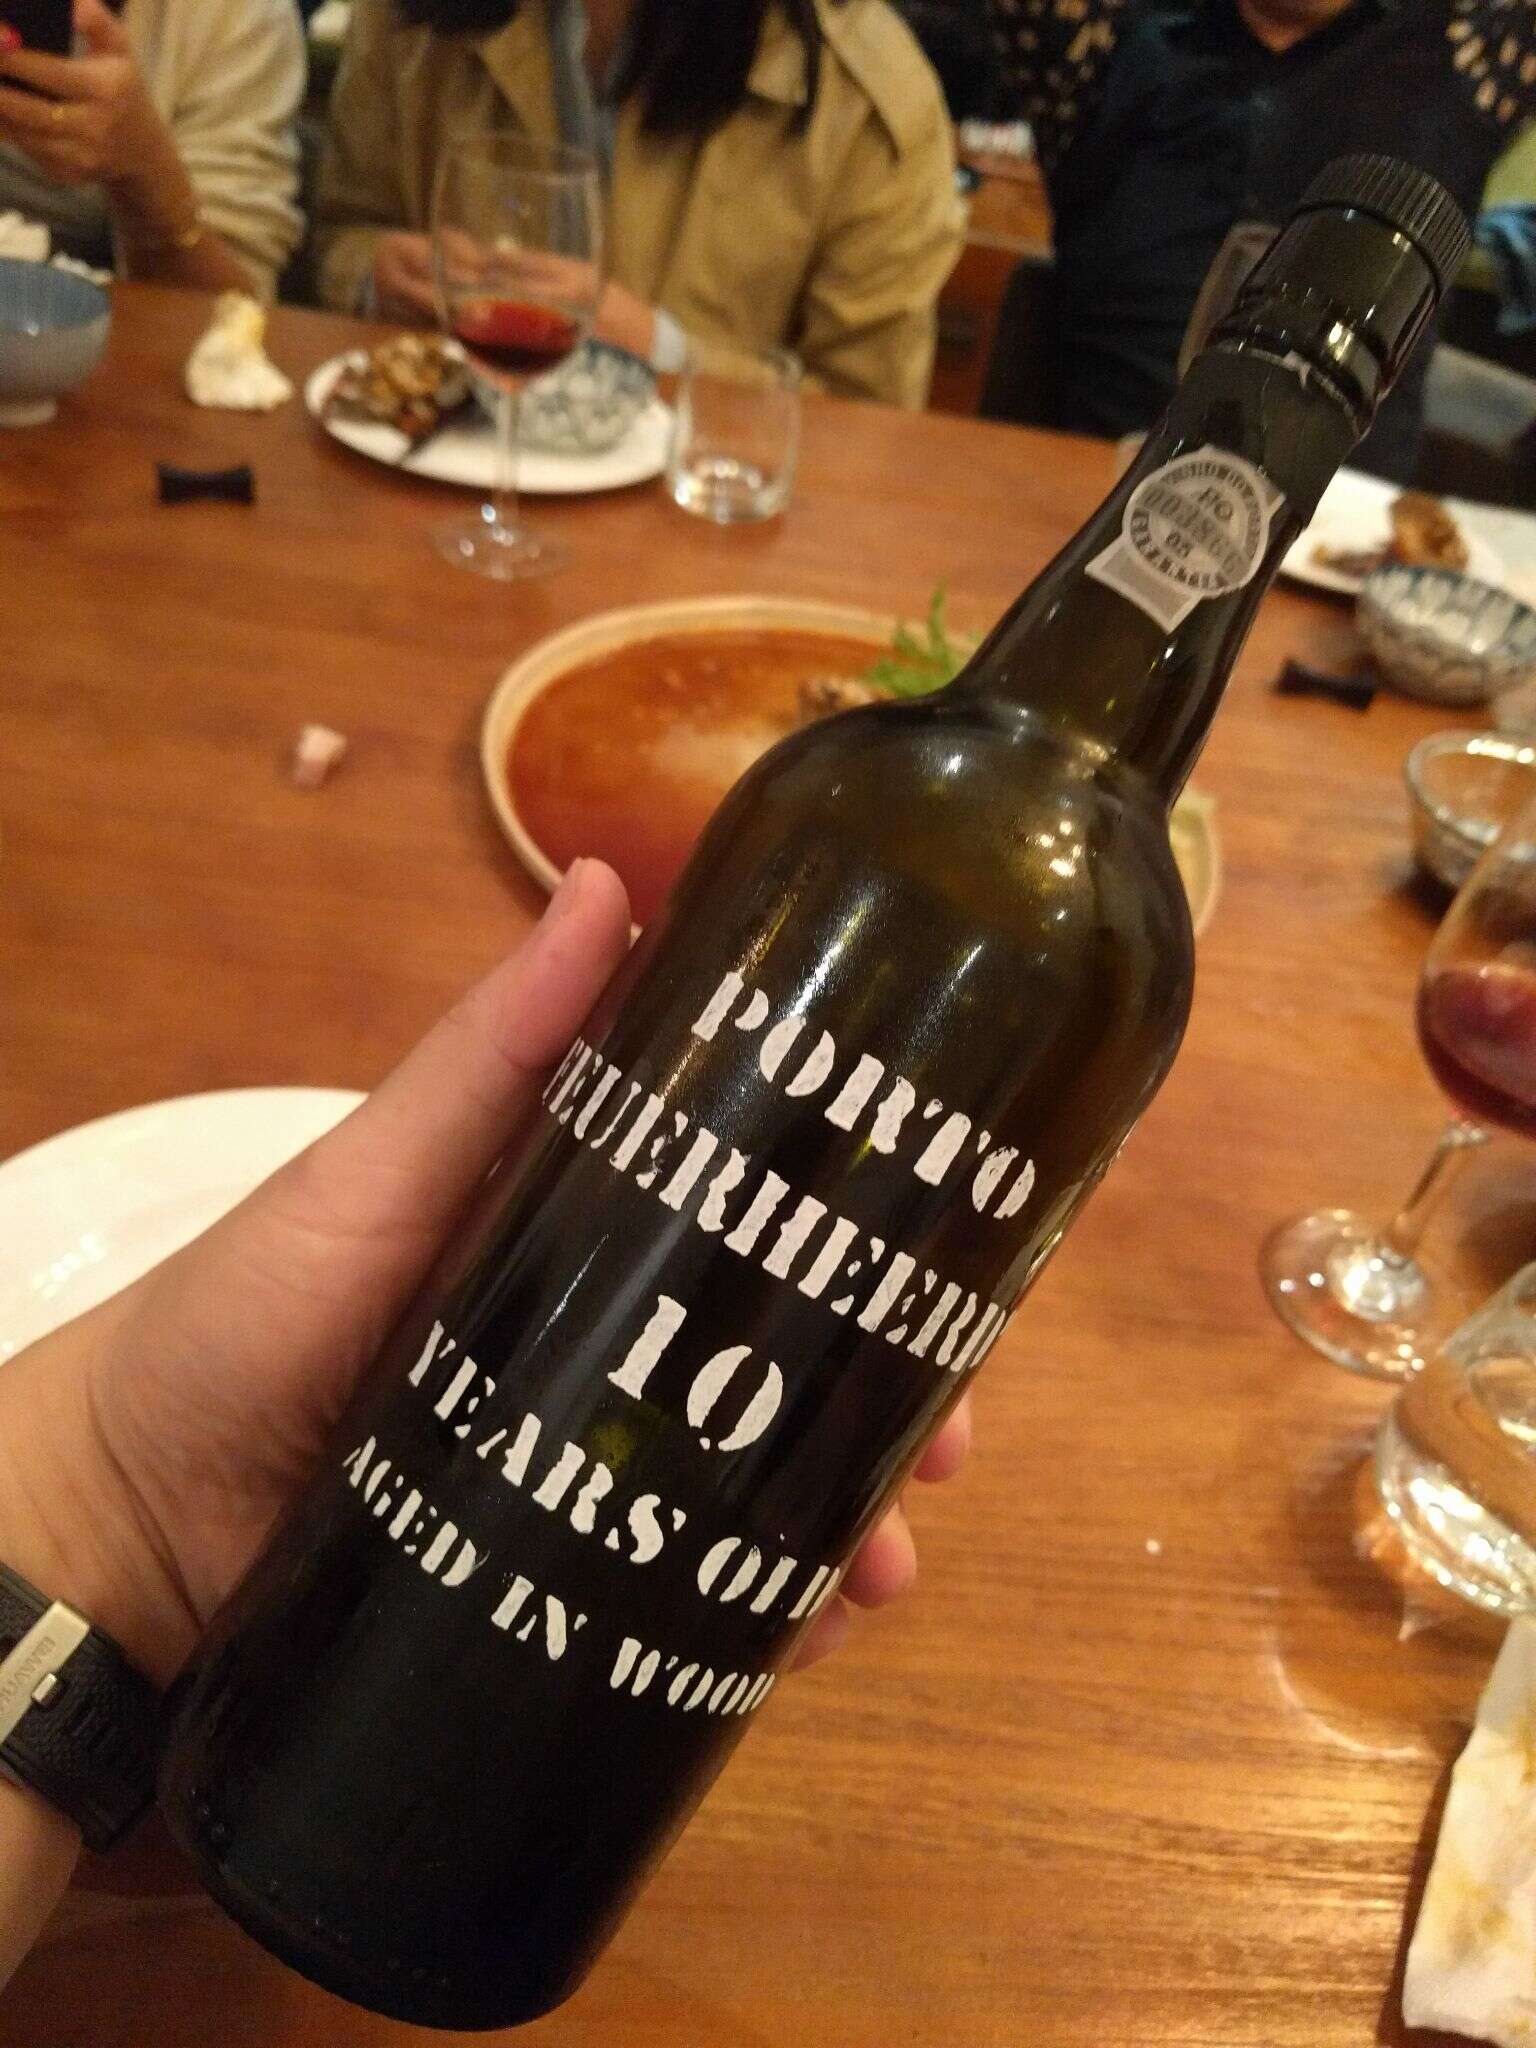 PORTO
FEUERHEERD
10
YEARS OLD
AGED IN WOOD